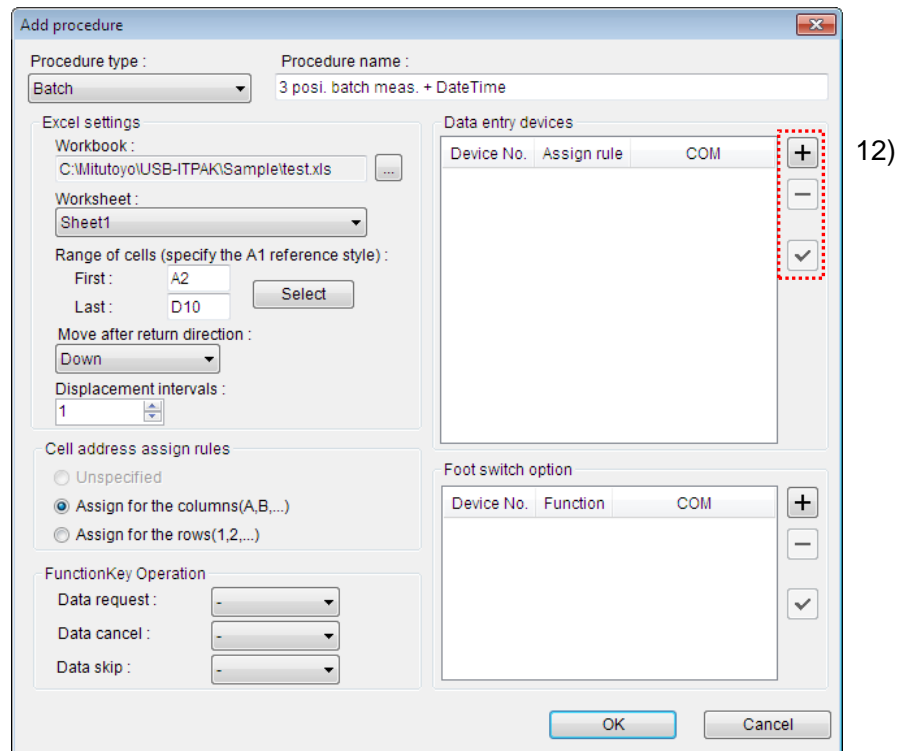 Add procedure
Procedure type :
Procedure name :
Batch
3 posi. batch meas. + DateTime
Excel settings
Workbook :
C:\Mitutoyo\USB-ITPAK\Sample\test.xls
...
Worksheet :
Sheet1
Range of cells (specify the A1 reference style) :
First :
A2
Select
Last :
D10
Move after return direction :
Down
Displacement intervals :
1
Cell address assign rules
Unspecified
Assign for the columns(A,B,...)
Assign for the rows(1,2,...)
FunctionKey Operation
Data request :
-
Data cancel :
-
Data skip :
-
Data entry devices
Device No. Assign rule COM
12)
Foot switch option
Device No. Function COM
OK
Cancel